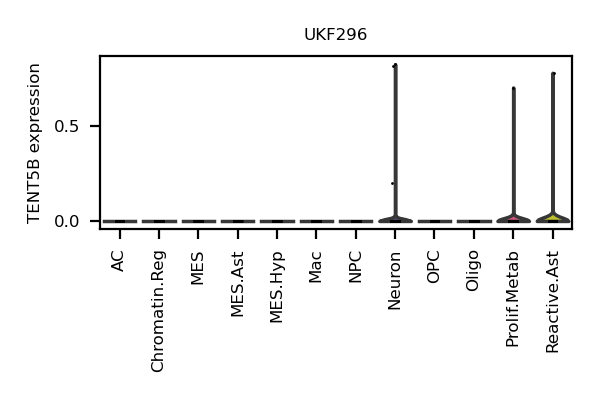 UKF296
TENT5B expression
0.5
0.0
AC
Chromatin.Reg
MES
MES.Ast
MES.Hyp
Mac
NPC
Neuron
OPC
Oligo
Prolif.Metab
Reactive.Ast